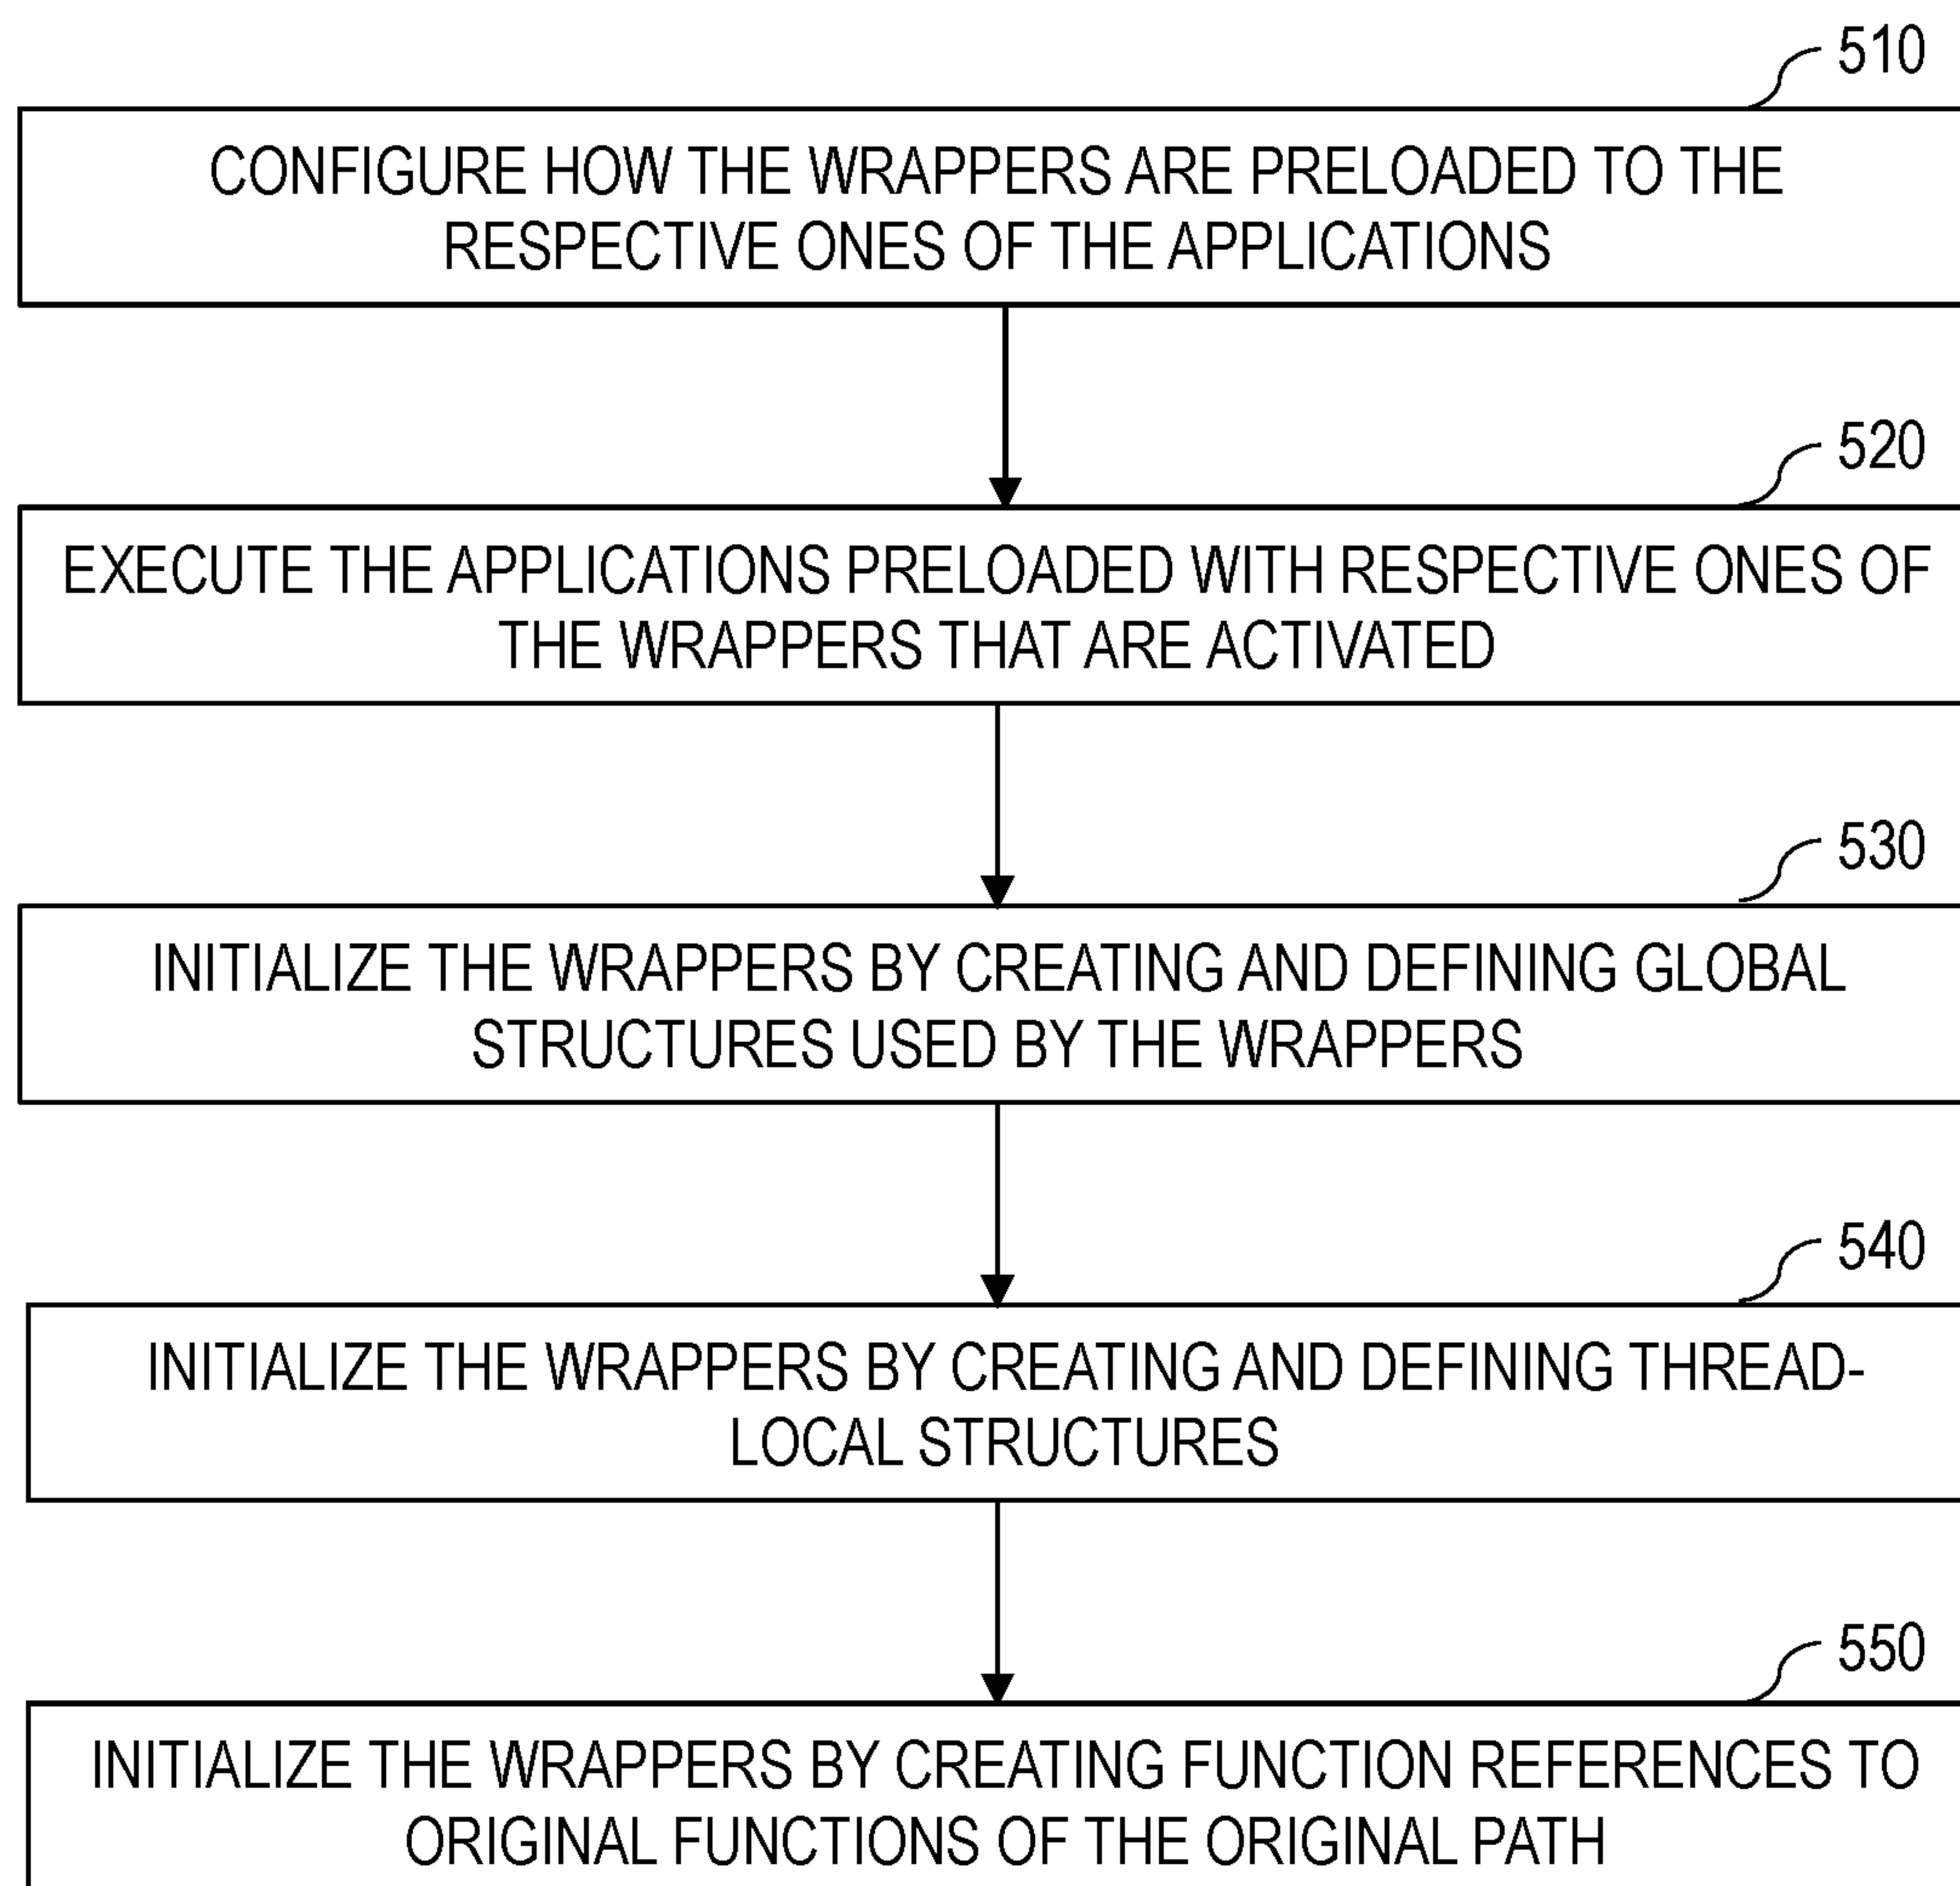 510
CONFIGURE HOW THE WRAPPERS ARE PRELOADED TO THE
RESPECTIVE ONES OF THE APPLICATIONS
520
EXECUTE THE APPLICATIONS PRELOADED WITH RESPECTIVE ONES OF
THE WRAPPERS THAT ARE ACTIVATED
530
INITIALIZE THE WRAPPERS BY CREATING AND DEFINING GLOBAL
STRUCTURES USED BY THE WRAPPERS
540
INITIALIZE THE WRAPPERS BY CREATING AND DEFINING THREAD-
LOCAL STRUCTURES
550
INITIALIZE THE WRAPPERS BY CREATING FUNCTION REFERENCES TO
ORIGINAL FUNCTIONS OF THE ORIGINAL PATH